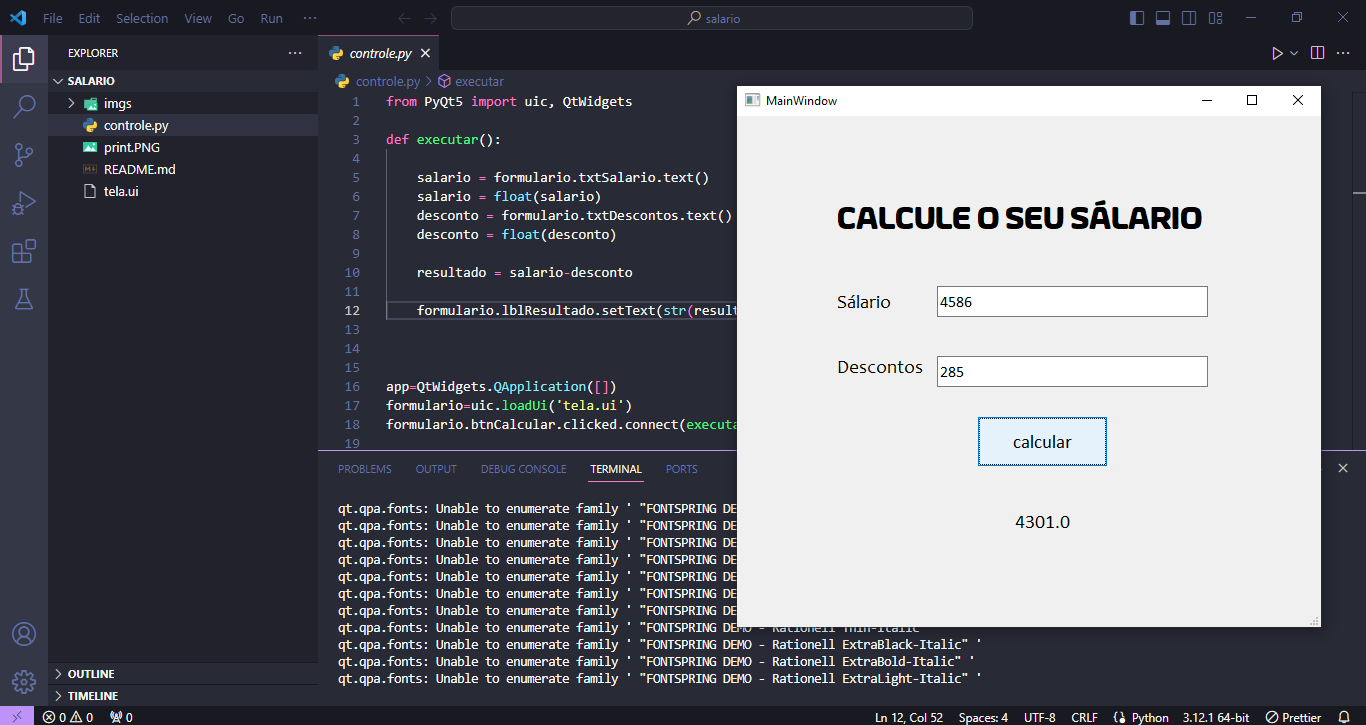 File Edit Selection View Go Run ··· salario
EXPLORER ···
SALARIO
imgs
controle.py
print.PNG
README.md
tela.ui
OUTLINE
TIMELINE
controle.py
controle.py > executar
1 from PyQt5 import uic, QtWidgets
2
3 def executar():
4
5 salario = formulario.txtSalario.text()
6 salario = float(salario)
7 desconto = formulario.txtDescontos.text()
8 desconto = float(desconto)
9
10 resultado = salario-desconto
11
12 formulario.lblResultado.setText(str(result
13
14
15
16 app=QtWidgets.QApplication([])
17 formulario=uic.loadUi('tela.ui')
18 formulario.btnCalcular.clicked.connect(executa
19
PROBLEMS OUTPUT DEBUG CONSOLE TERMINAL PORTS
qt.qpa.fonts: Unable to enumerate family ' "FONTSPRING DE
qt.qpa.fonts: Unable to enumerate family ' "FONTSPRING DE
qt.qpa.fonts: Unable to enumerate family ' "FONTSPRING DE
qt.qpa.fonts: Unable to enumerate family ' "FONTSPRING DE
qt.qpa.fonts: Unable to enumerate family ' "FONTSPRING DE
qt.qpa.fonts: Unable to enumerate family ' "FONTSPRING DE
qt.qpa.fonts: Unable to enumerate family ' "FONTSPRING DE
qt.qpa.fonts: Unable to enumerate family ' "FONTSPRING DEMO - Rationell Thin-Italic
qt.qpa.fonts: Unable to enumerate family ' "FONTSPRING DEMO - Rationell ExtraBlack-Italic" '
qt.qpa.fonts: Unable to enumerate family ' "FONTSPRING DEMO - Rationell ExtraBold-Italic" '
qt.qpa.fonts: Unable to enumerate family ' "FONTSPRING DEMO - Rationell ExtraLight-Italic" '
MainWindow
CALCULE O SEU SÁLARIO
Sálario 4586
Descontos 285
calcular
4301.0
0 0 0 Ln 12, Col 52 Spaces: 4 UTF-8 CRLF Python 3.12.1 64-bit Prettier